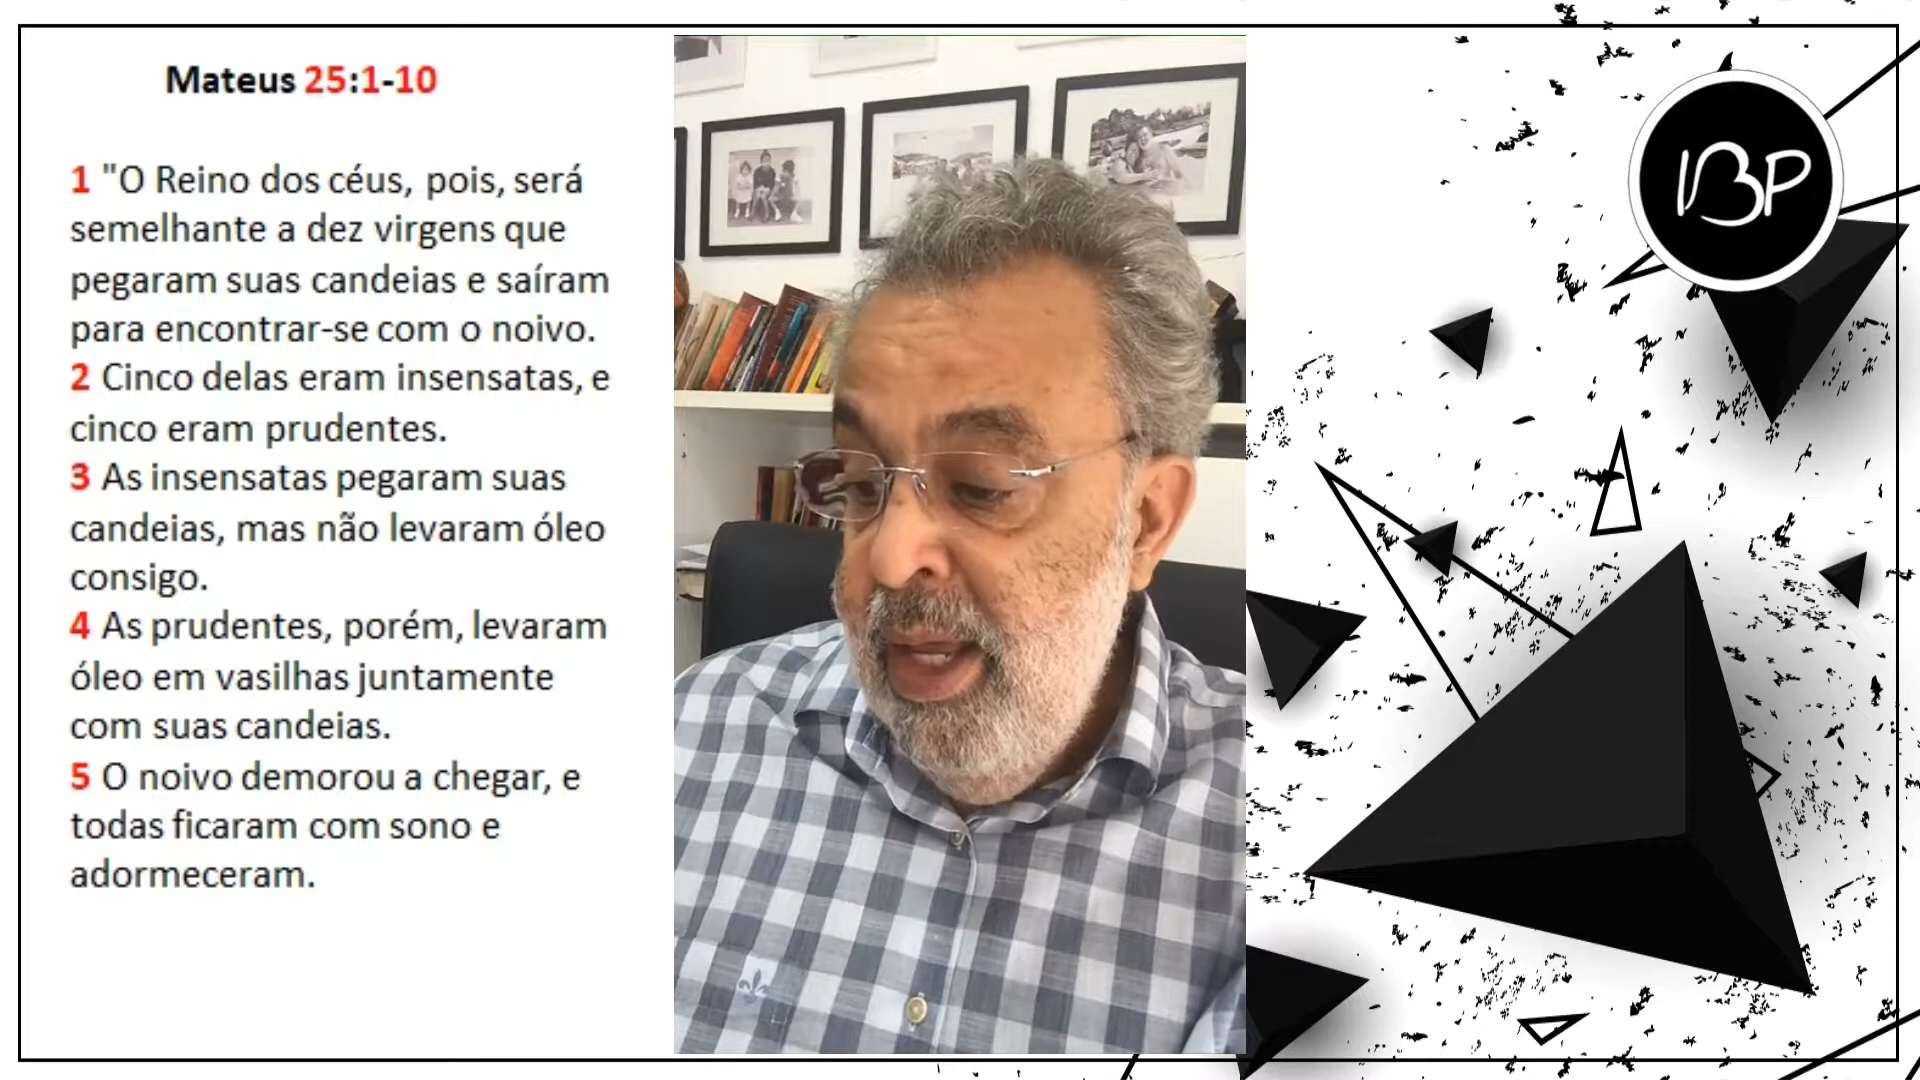 Mateus 25:1-10
1 "O Reino dos céus, pois, será
semelhante a dez virgens que
pegaram suas candeias e saíram
para encontrar-se com o noivo.
2 Cinco delas eram insensatas, e
cinco eram prudentes.
3 As insensatas pegaram suas
candeias, mas não levaram óleo
consigo.
4 As prudentes, porém, levaram
óleo em vasilhas juntamente
com suas candeias.
5 O noivo demorou a chegar, e
todas ficaram com sono e
adormeceram.
IBP